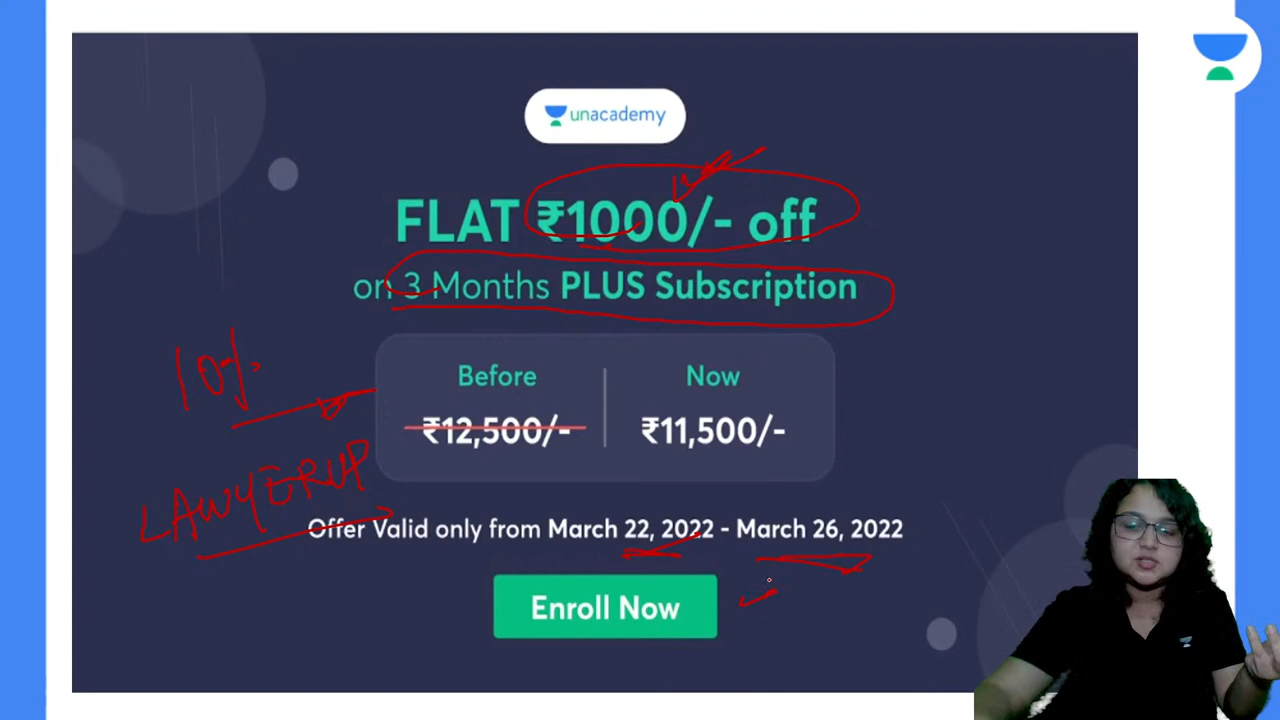 unacademy
FLAT ₹1000/- off
on 3 Months PLUS Subscription
10%
Before
Now
₹12,500/-
₹11,500/-
LAWYERUP
Offer Valid only from March 22, 2022 - March 26, 2022
Enroll Now